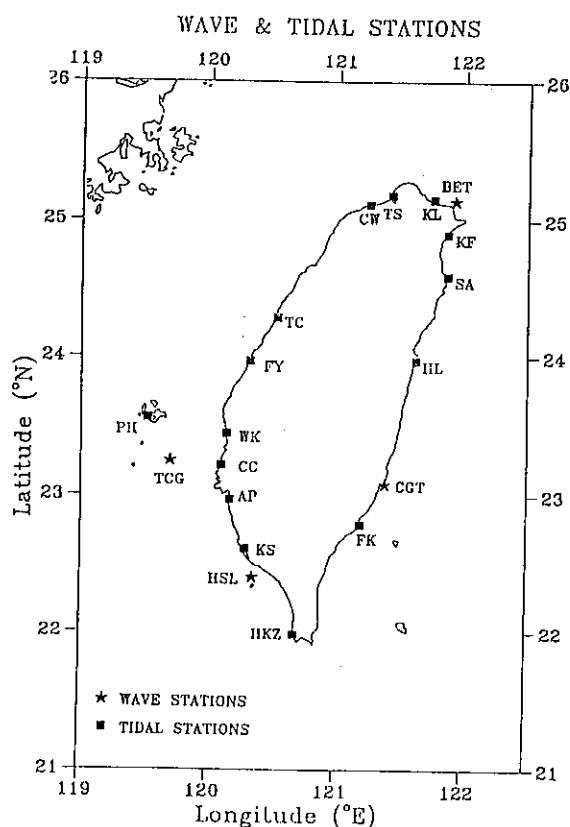 WAVE & TIDAL STATIONS
119 120 121 122
26 26
BET
25 CW TS KL 25
KF
SA
TC
24 FY HL 24
PH
WK
TCG CC
23 AP CGT 23
FK
KS
HSL
22 HKZ 22
WAVE STATIONS
TIDAL STATIONS
21 21
119 120 121 122
Latitude (°N)
Longitude (°E)